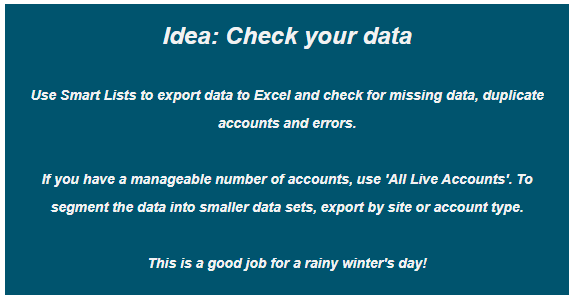 Idea: Check your data
Use Smart Lists to export data to Excel and check for missing data, duplicate
accounts and errors.
If you have a manageable number of accounts, use 'All Live Accounts'. To
segment the data into smaller data sets, export by site or account type.
This is a good job for a rainy winter's day!